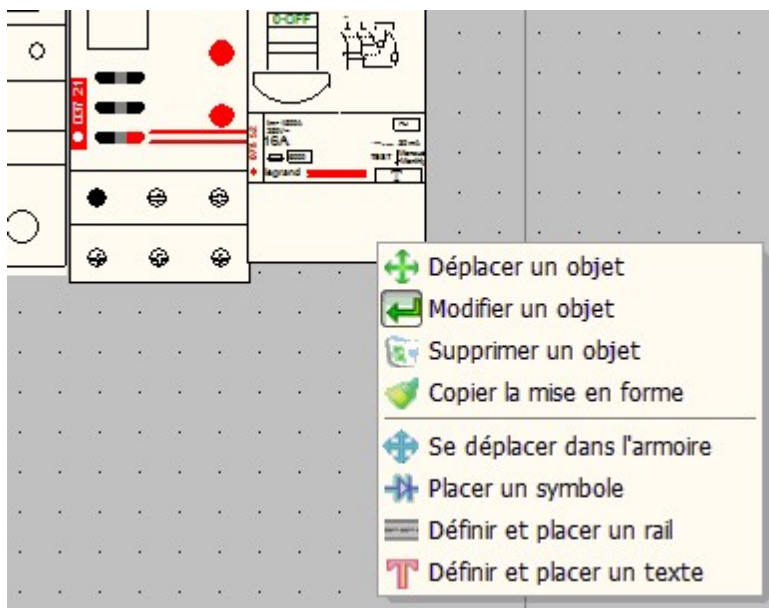 0-OFF
037 21
16A
legrand
TEST
Déplacer un objet
Modifier un objet
Supprimer un objet
Copier la mise en forme
Se déplacer dans l'armoire
Placer un symbole
Définir et placer un rail
Définir et placer un texte